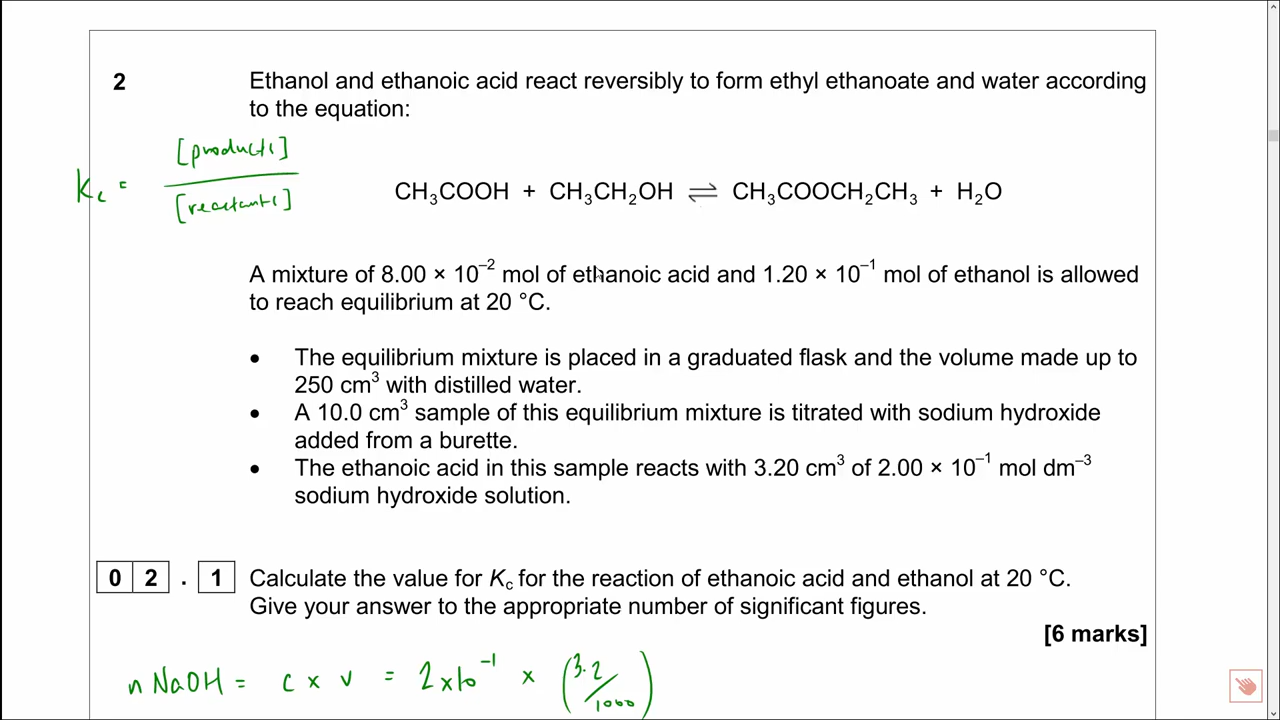 2
Ethanol and ethanoic acid react reversibly to form ethyl ethanoate and water according
to the equation:
Kc = [products] / [reactants]
CH₃COOH + CH₃CH₂OH ⇌ CH₃COOCH₂CH₃ + H₂O
A mixture of 8.00 × 10⁻² mol of ethanoic acid and 1.20 × 10⁻¹ mol of ethanol is allowed
to reach equilibrium at 20 °C.
• The equilibrium mixture is placed in a graduated flask and the volume made up to
250 cm³ with distilled water.
• A 10.0 cm³ sample of this equilibrium mixture is titrated with sodium hydroxide
added from a burette.
• The ethanoic acid in this sample reacts with 3.20 cm³ of 2.00 × 10⁻¹ mol dm⁻³
sodium hydroxide solution.
0 2 . 1 Calculate the value for Kc for the reaction of ethanoic acid and ethanol at 20 °C.
Give your answer to the appropriate number of significant figures.
[6 marks]
n NaOH = c × v = 2×10⁻¹ × (3.2/1000)